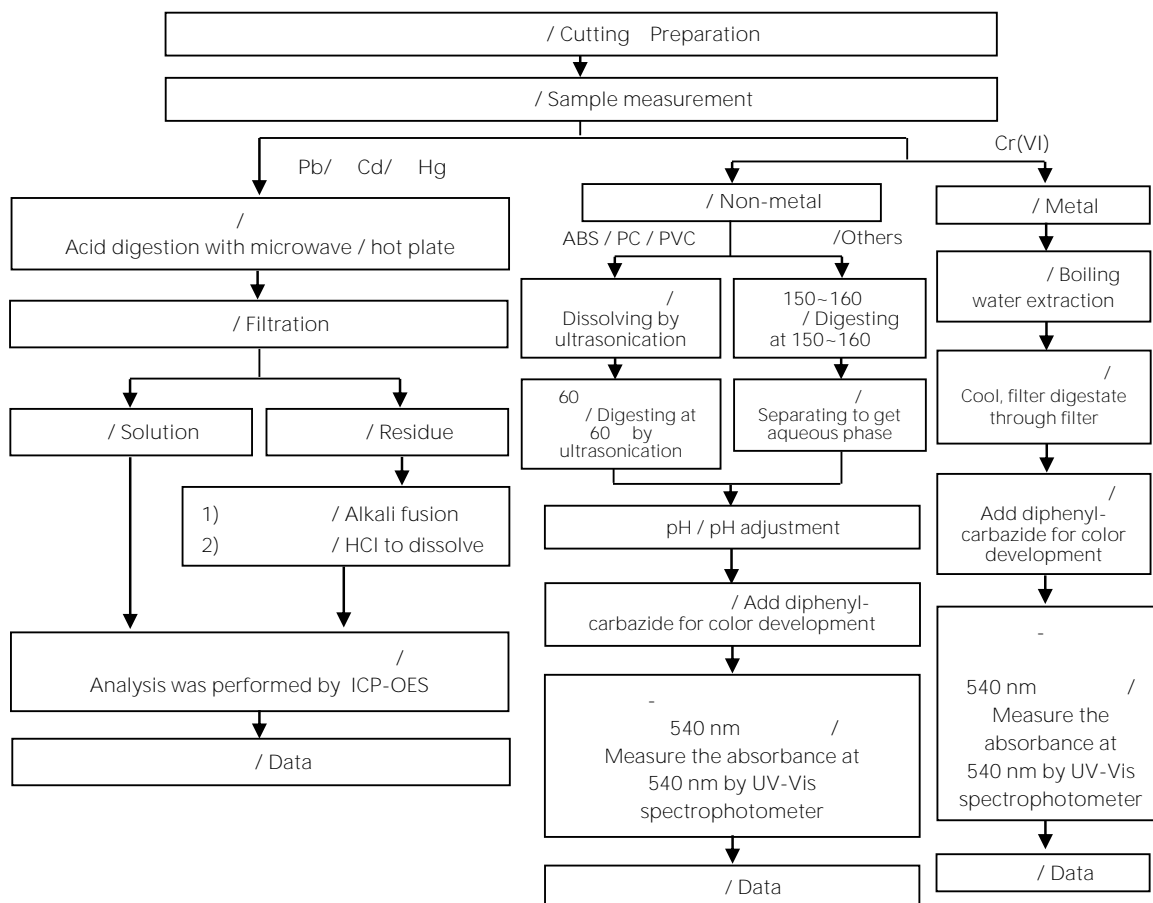 / Cutting Preparation
/ Sample measurement
Pb/ Cd/ Hg
/
Acid digestion with microwave / hot plate
/ Filtration
/ Solution
/ Residue
1) / Alkali fusion
2) / HCl to dissolve
/
Analysis was performed by ICP-OES
/ Data
Cr(VI)
/ Non-metal
ABS / PC / PVC
/Others
/
Dissolving by
ultrasonication
150~160
/ Digesting
at 150~160
60
/ Digesting at
60 by
ultrasonication
/
Separating to get
aqueous phase
pH / pH adjustment
/ Add diphenyl-
carbazide for color
development
-
540 nm /
Measure the absorbance at
540 nm by UV-Vis
spectrophotometer
/ Data
/ Metal
/ Boiling
water extraction
/
Cool, filter digestate
through filter
/
Add diphenyl-
carbazide for color
development
-
540 nm /
Measure the
absorbance at
540 nm by UV-Vis
spectrophotometer
/ Data